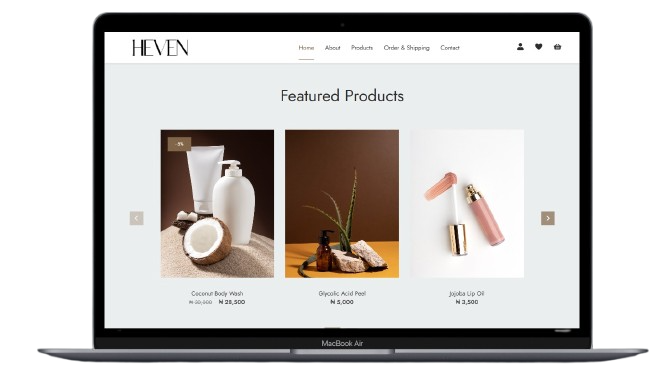 HEVEN
Home About Products Order & Shipping Contact
Featured Products
-5%
Coconut Body Wash
₦ 30,000 ₦ 28,500
Glycolic Acid Peel
₦ 5,000
Jojoba Lip Oil
₦ 3,500
MacBook Air